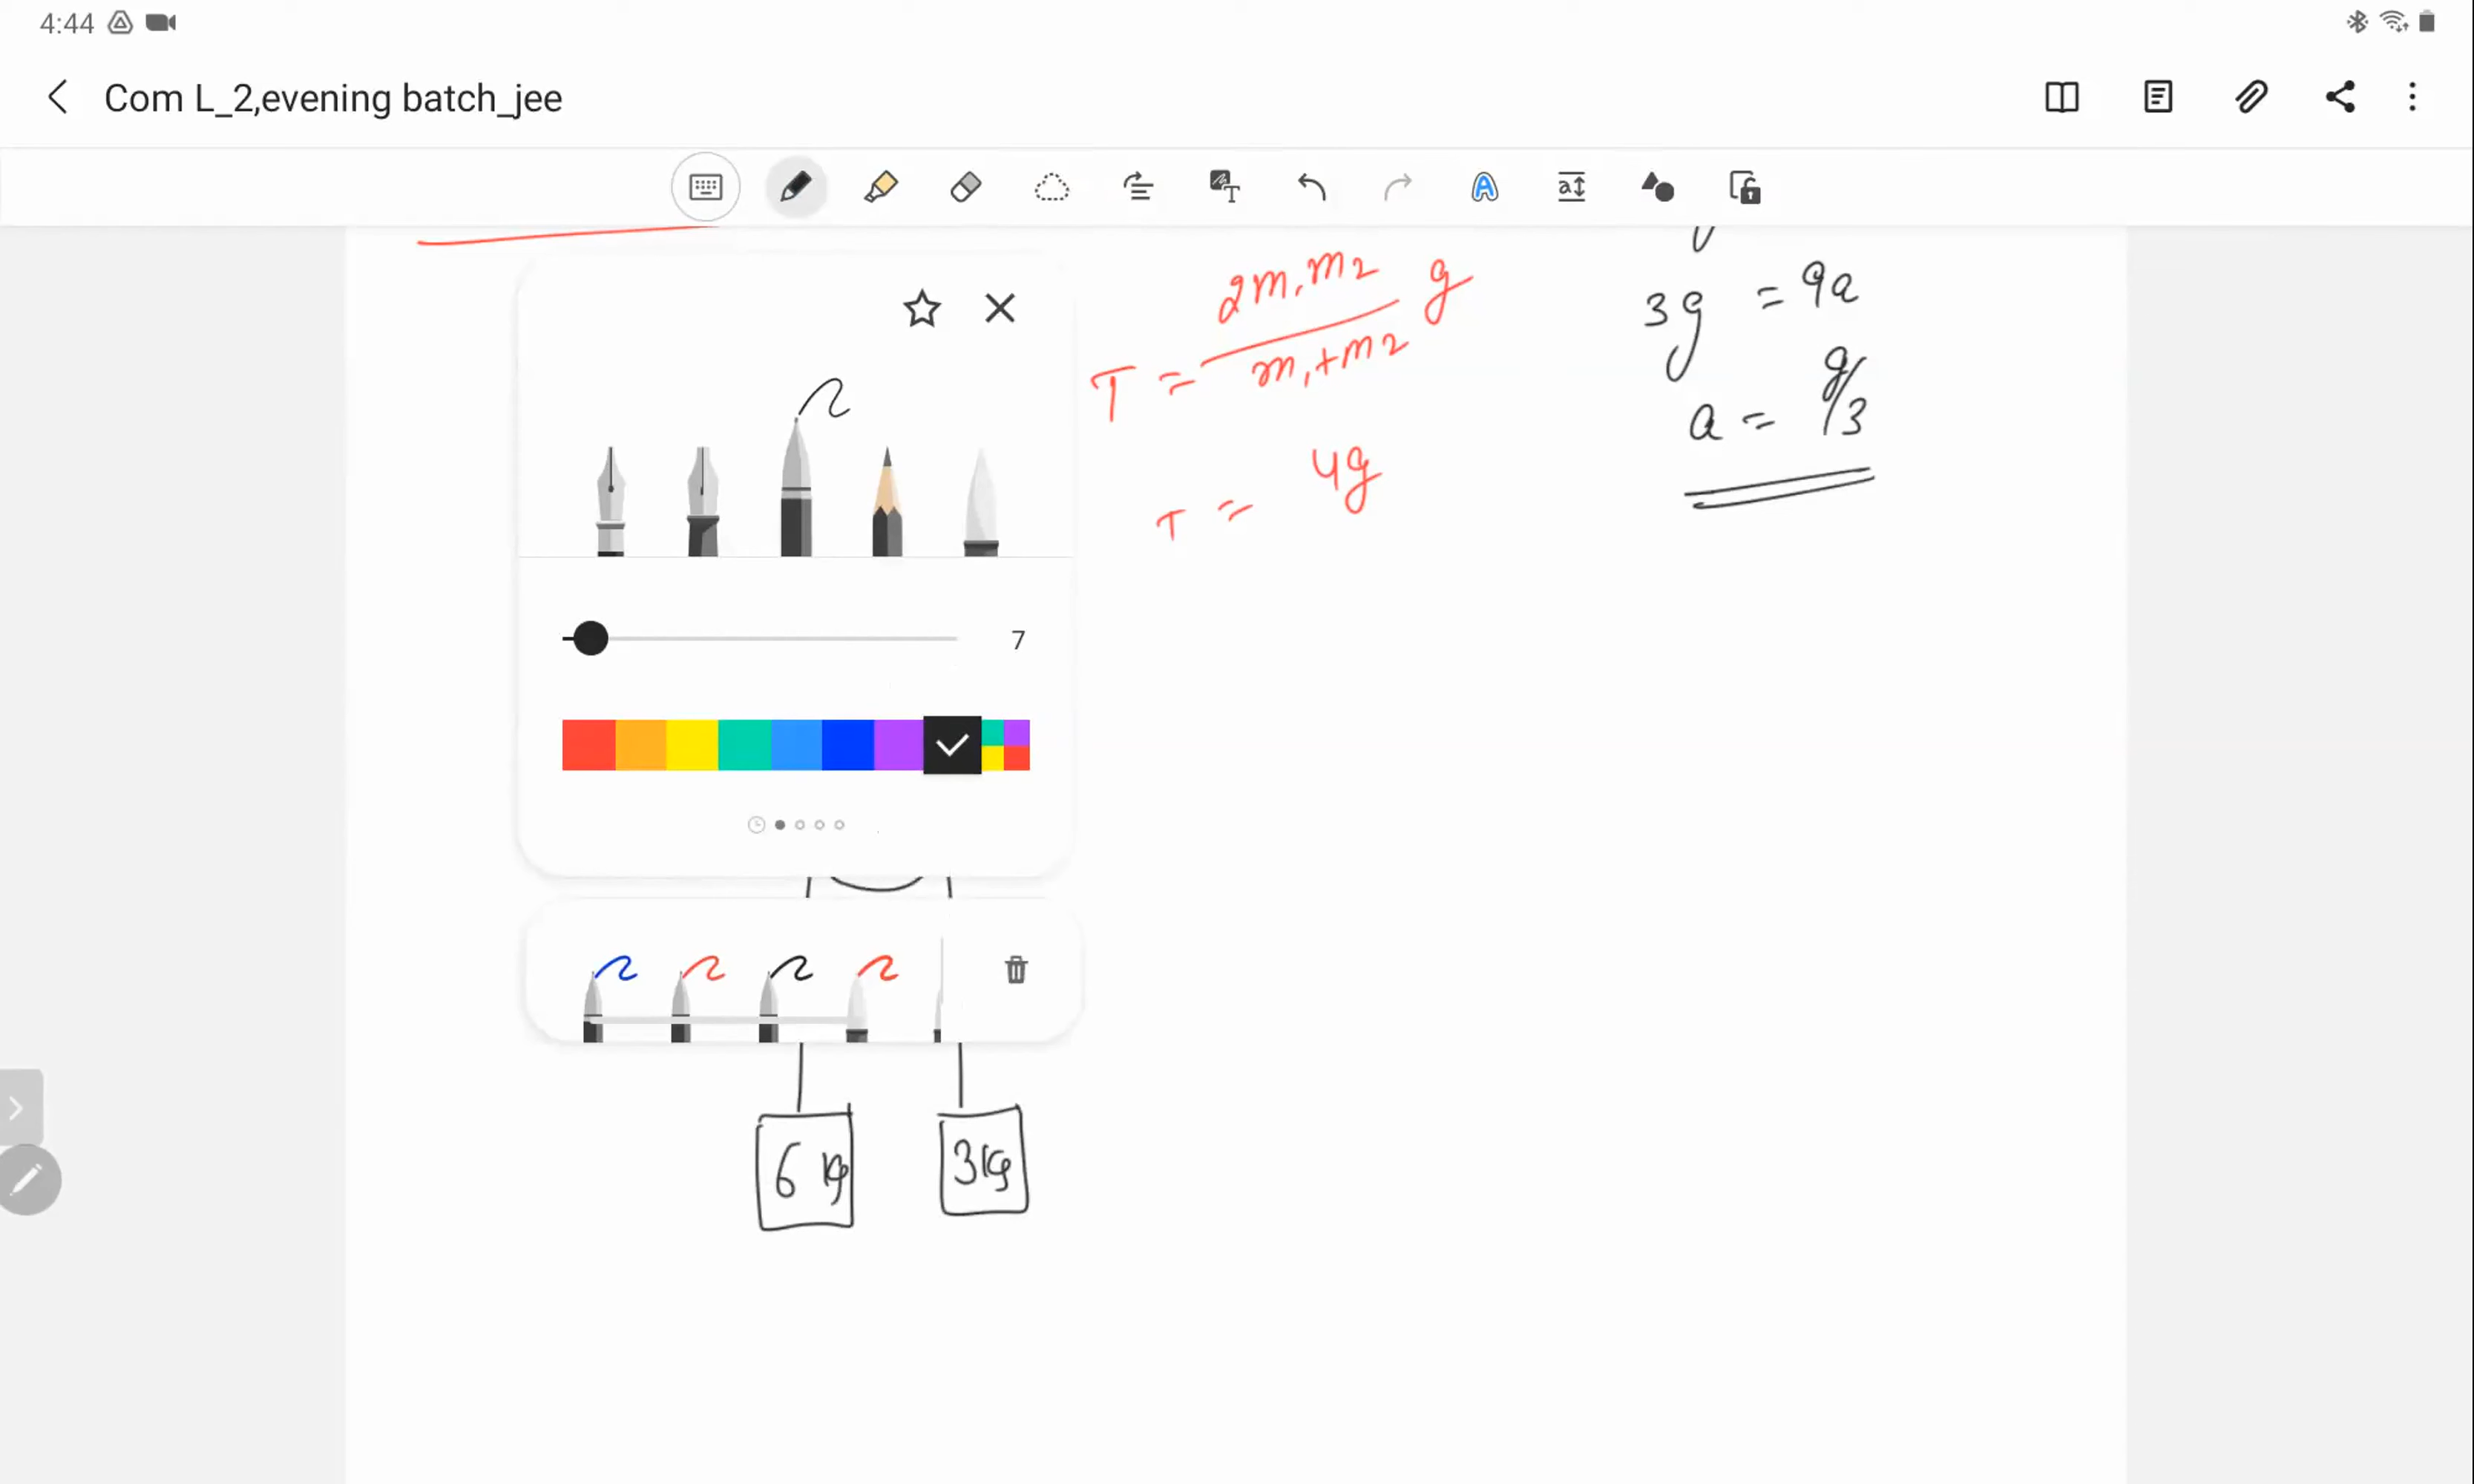 4:44
Com L_2,evening batch_jee
T = 2m₁m₂ / m₁+m₂ g
T = 4g
3g = 9a
a = g/3
7
6 kg
3kg